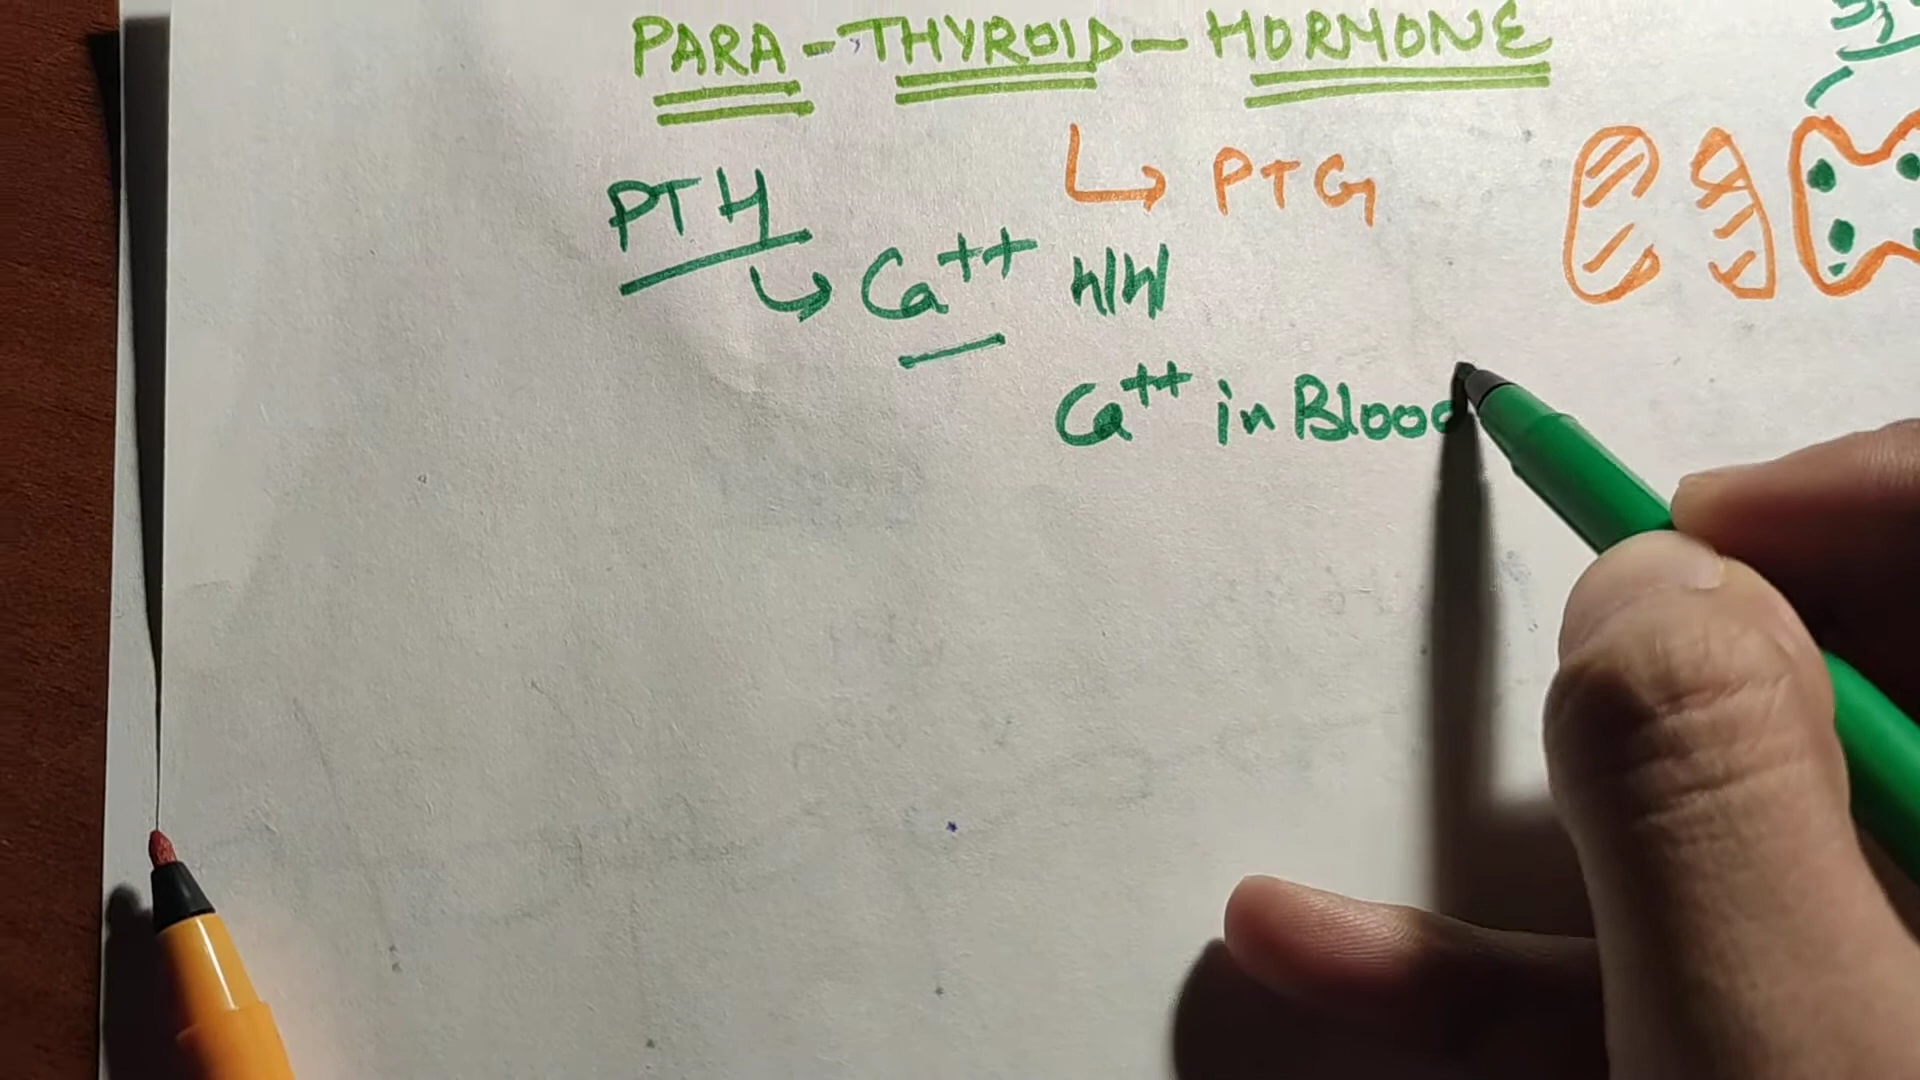 PARA-THYROID-HORMONE
PTG
PTH
Ca++
Ca++ in Blood